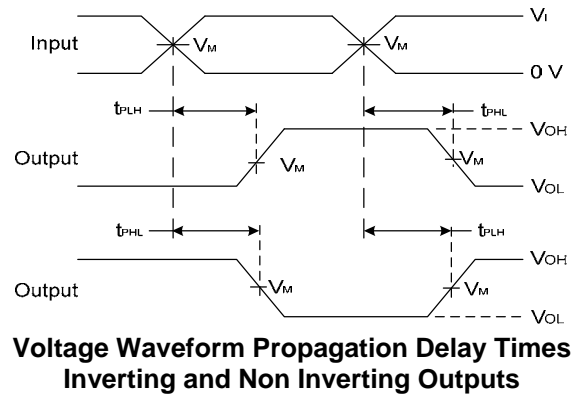 Input
VM
VM
VI
0 V
tPLH
tPHL
Output
VM
VM
VOH
VOL
tPHL
tPLH
Output
VM
VM
VOH
VOL
Voltage Waveform Propagation Delay Times
Inverting and Non Inverting Outputs